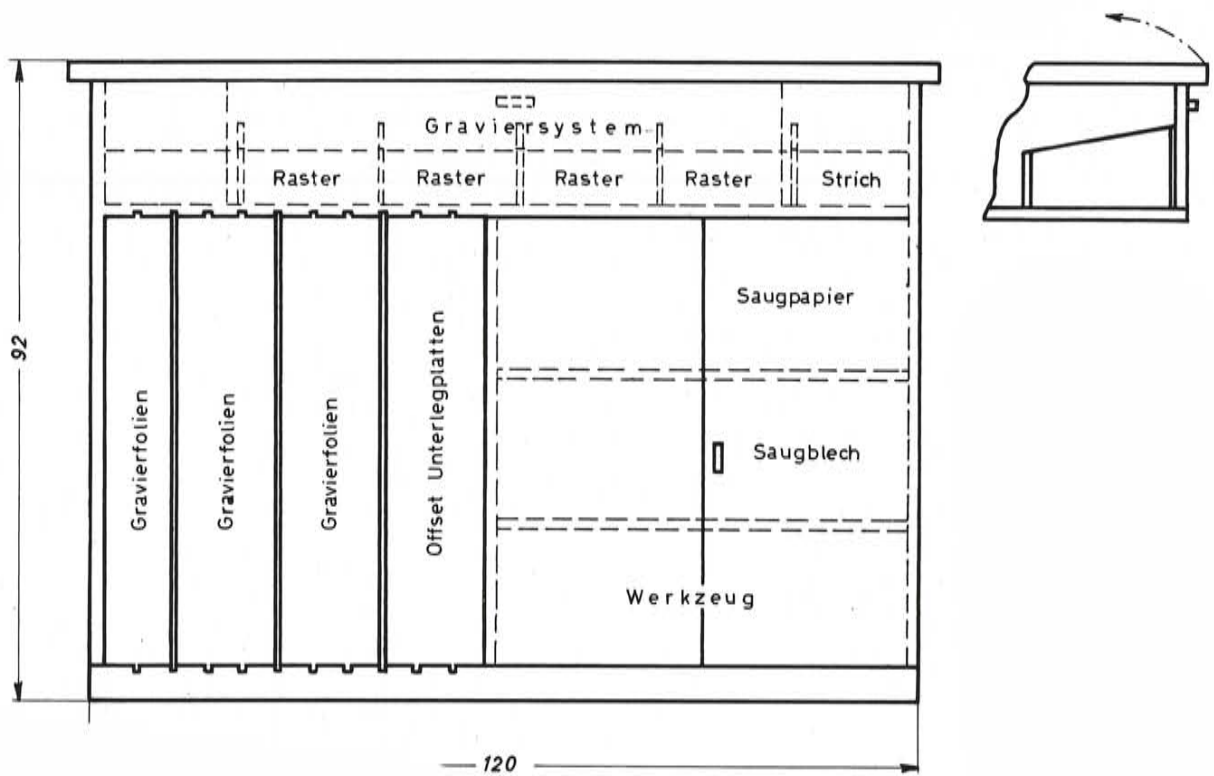 Graviersystem
Raster Raster Raster Raster Strich
Saugpapier
92
Gravierfolien Gravierfolien Gravierfolien Offset Unterlegplatten
Saugblech
Werkzeug
120